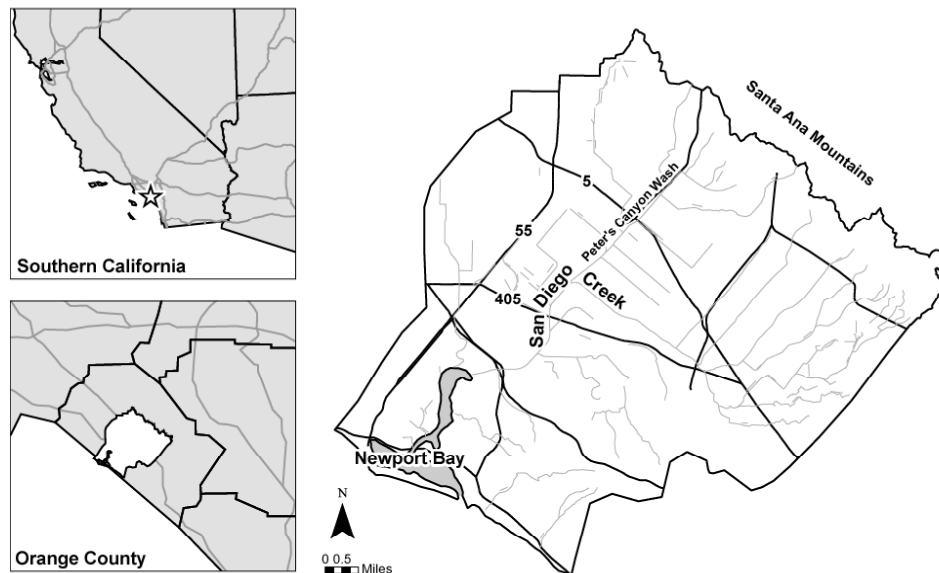 Southern California
Orange County
Santa Ana Mountains
5
Peter's Canyon Wash
55
San Diego Creek
405
Newport Bay
N
0 0.5
Miles